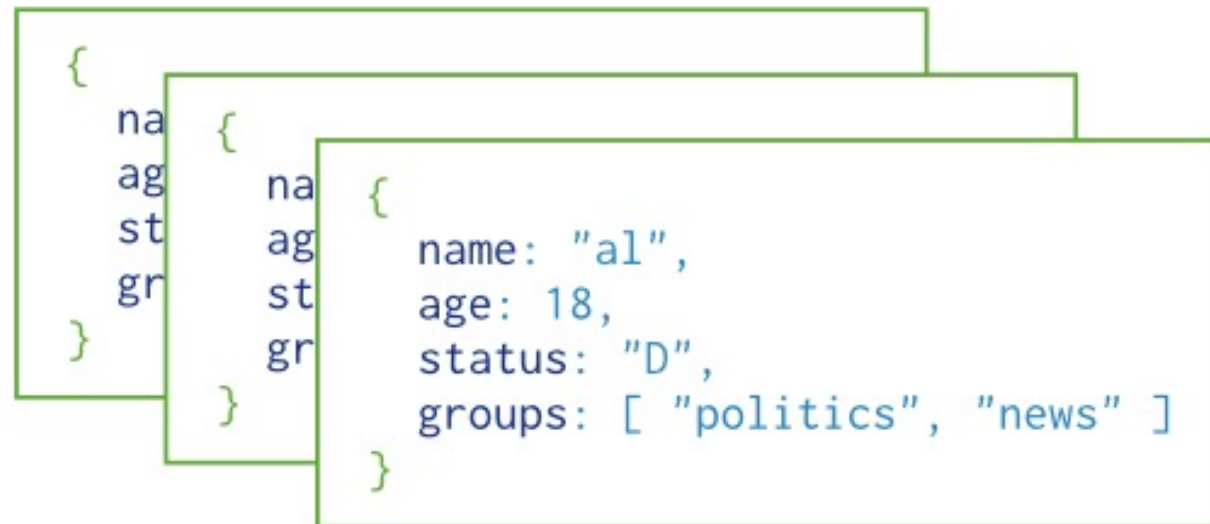 {
na
ag
st
gr
}
{
na
ag
st
gr
}
{
name: "al",
age: 18,
status: "D",
groups: [ "politics", "news" ]
}